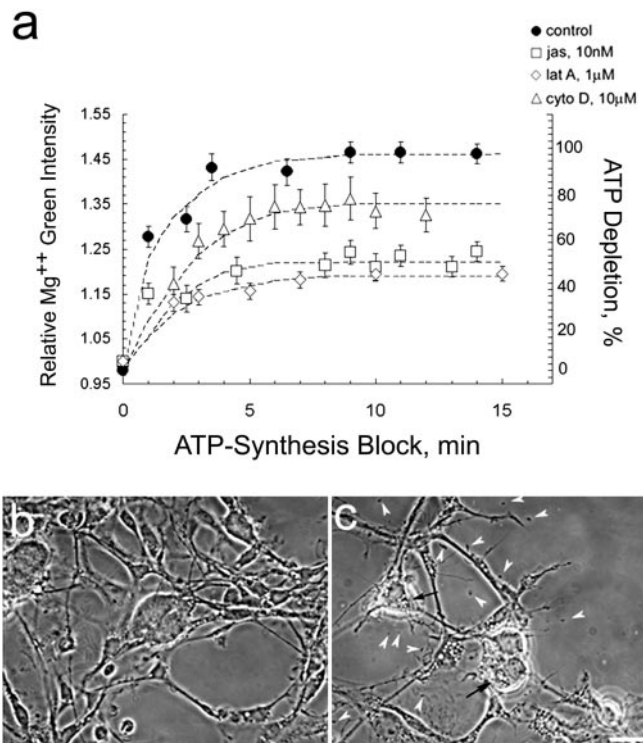 a
control
jas, 10nM
lat A, 1µM
cyto D, 10µM
Relative Mg++ Green Intensity
1.55
1.45
1.35
1.25
1.15
1.05
0.95
100
80
60
40
20
0
ATP Depletion, %
0 5 10 15
ATP-Synthesis Block, min
b
c